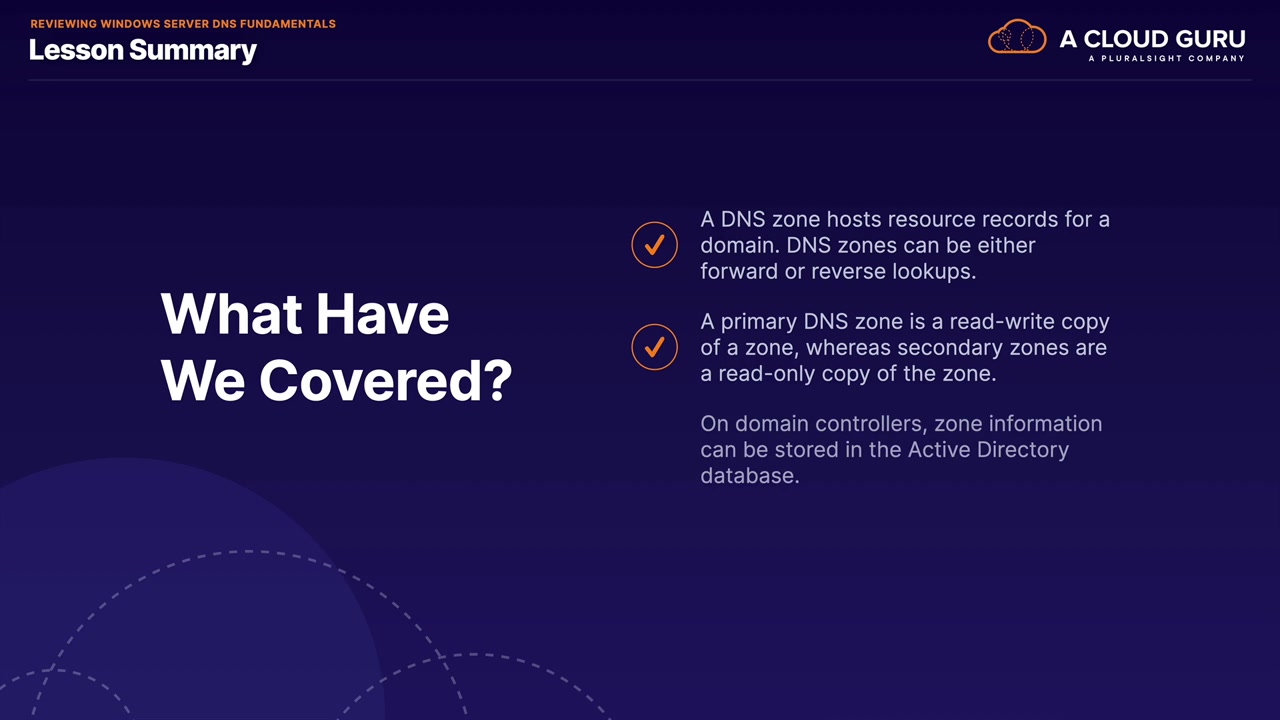 REVIEWING WINDOWS SERVER DNS FUNDAMENTALS
Lesson Summary
A CLOUD GURU
A PLURALSIGHT COMPANY
What Have
We Covered?
A DNS zone hosts resource records for a
domain. DNS zones can be either
forward or reverse lookups.
A primary DNS zone is a read-write copy
of a zone, whereas secondary zones are
a read-only copy of the zone.
On domain controllers, zone information
can be stored in the Active Directory
database.